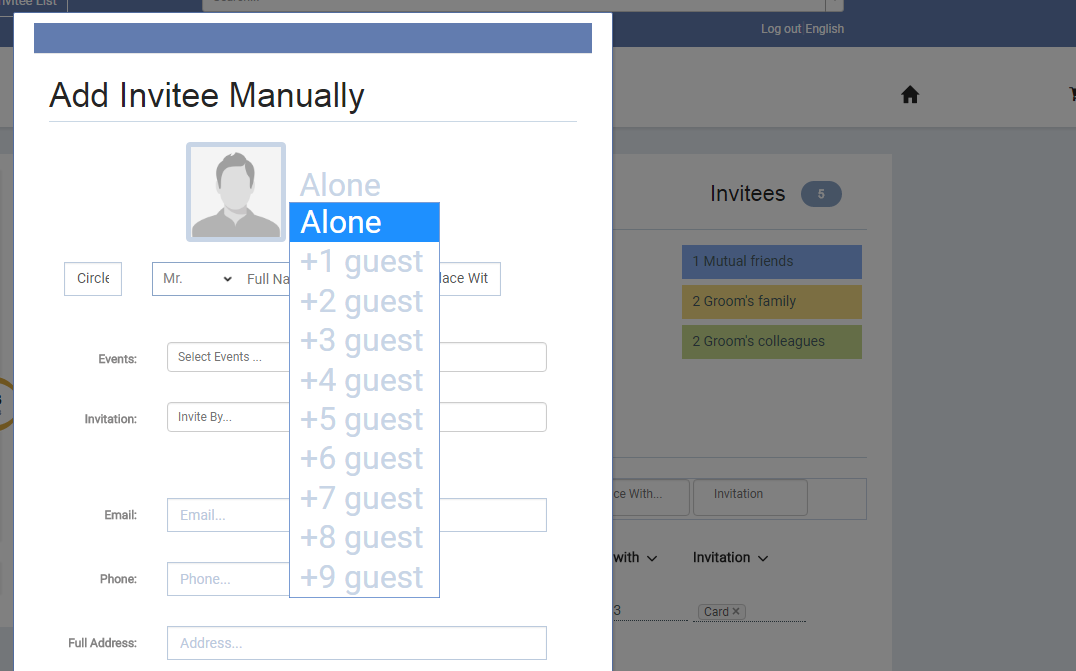 Invitee List
Search...
Log out English
Add Invitee Manually
Alone
Alone
+1 guest
+2 guest
+3 guest
+4 guest
+5 guest
+6 guest
+7 guest
+8 guest
+9 guest
Circle
Mr.
Full Na
lace Wit
Events:
Select Events ...
Invitation:
Invite By...
Email:
Email...
Phone:
Phone...
Full Address:
Address...
Invitees 5
1 Mutual friends
2 Groom's family
2 Groom's colleagues
ce With...
Invitation
with
Invitation
3
Card ×